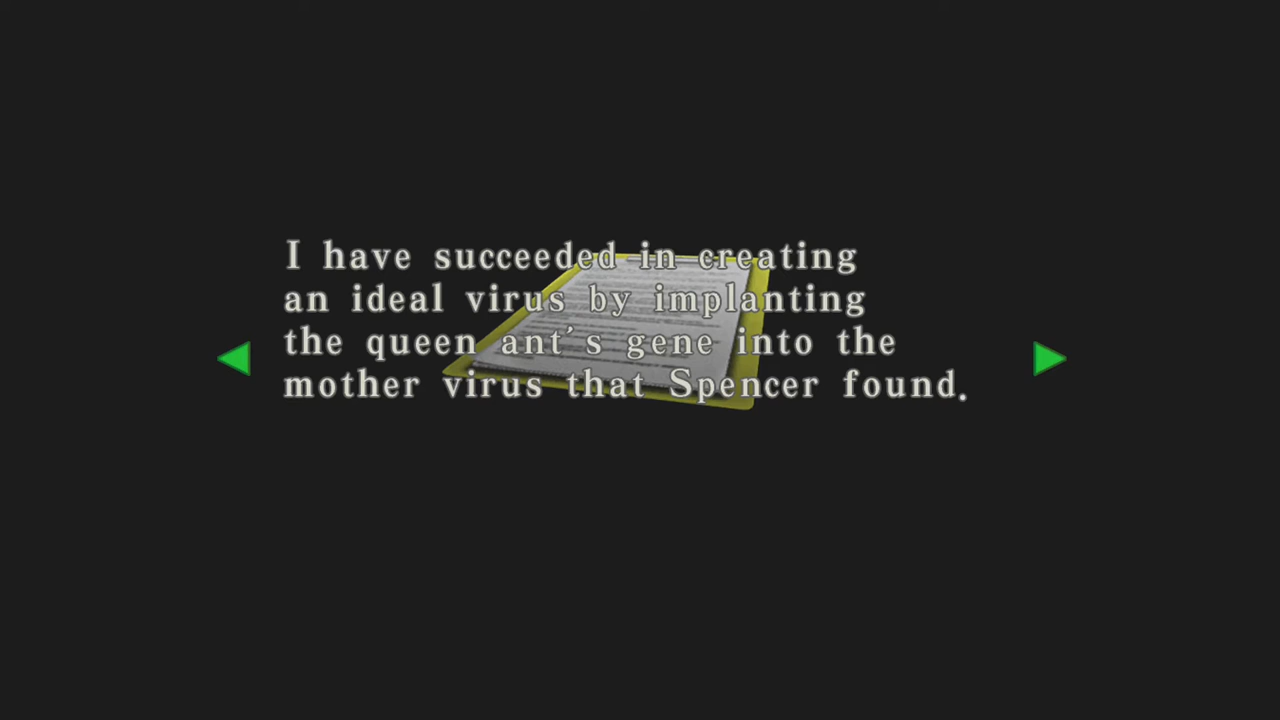 I have succeeded in creating
an ideal virus by implanting
the queen ant's gene into the
mother virus that Spencer found.